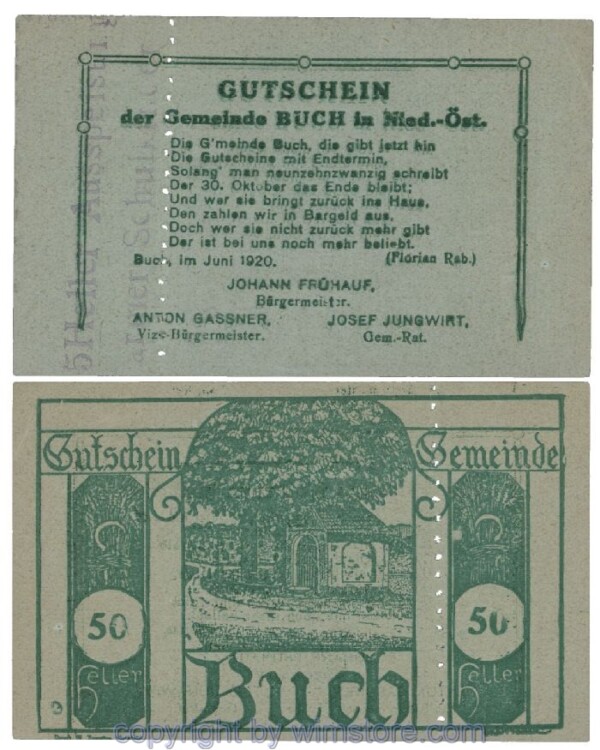 GUTSCHEIN
der Gemeinde BUCH in Nied.-Öst.
Die G'meinde Buch, die gibt jetzt hin
Die Gutscheine mit Endtermin,
Solang' man neunzehnzwanzig schreibt
Der 30. Oktober das Ende bleibt;
Und wer sie bringt zurück ins Haus,
Den zahlen wir in Bargeld aus.
Doch wer sie nicht zurück mehr gibt
Der ist bei uns noch mehr beliebt.
Buch, im Juni 1920. (Florian Rab.)
JOHANN FRÜHAUF,
Bürgermeister.
ANTON GASSNER, JOSEF JUNGWIRT,
Vize-Bürgermeister. Gem.-Rat.
5 Heller Ausspersung
Gutschein Gemeinde
50 50
Heller Heller
Buch
copyright by wimstore.com